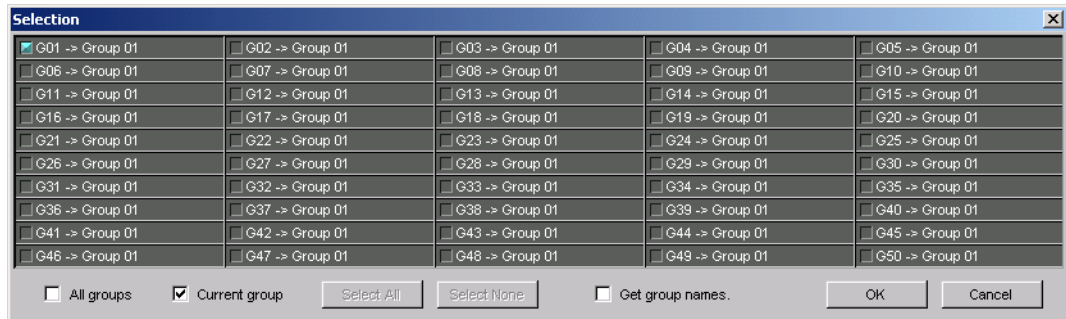 Selection
G01 -> Group 01 G02 -> Group 01 G03 -> Group 01 G04 -> Group 01 G05 -> Group 01
G06 -> Group 01 G07 -> Group 01 G08 -> Group 01 G09 -> Group 01 G10 -> Group 01
G11 -> Group 01 G12 -> Group 01 G13 -> Group 01 G14 -> Group 01 G15 -> Group 01
G16 -> Group 01 G17 -> Group 01 G18 -> Group 01 G19 -> Group 01 G20 -> Group 01
G21 -> Group 01 G22 -> Group 01 G23 -> Group 01 G24 -> Group 01 G25 -> Group 01
G26 -> Group 01 G27 -> Group 01 G28 -> Group 01 G29 -> Group 01 G30 -> Group 01
G31 -> Group 01 G32 -> Group 01 G33 -> Group 01 G34 -> Group 01 G35 -> Group 01
G36 -> Group 01 G37 -> Group 01 G38 -> Group 01 G39 -> Group 01 G40 -> Group 01
G41 -> Group 01 G42 -> Group 01 G43 -> Group 01 G44 -> Group 01 G45 -> Group 01
G46 -> Group 01 G47 -> Group 01 G48 -> Group 01 G49 -> Group 01 G50 -> Group 01
All groups Current group Select All Select None Get group names. OK Cancel